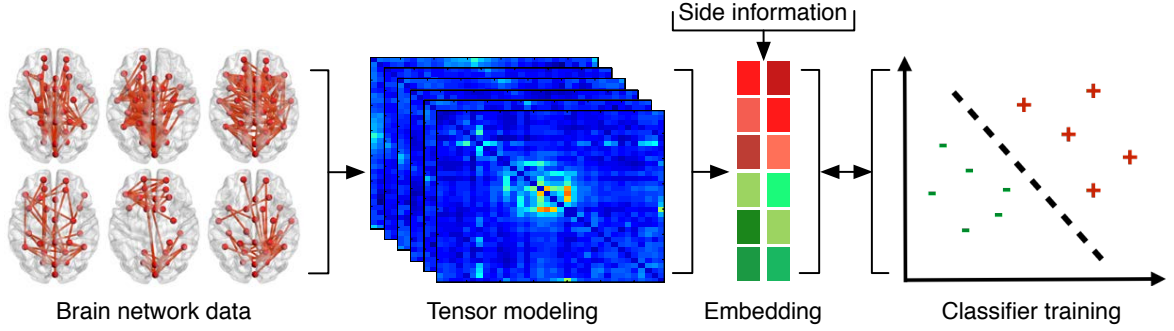 Side information
Brain network data
Tensor modeling
Embedding
Classifier training